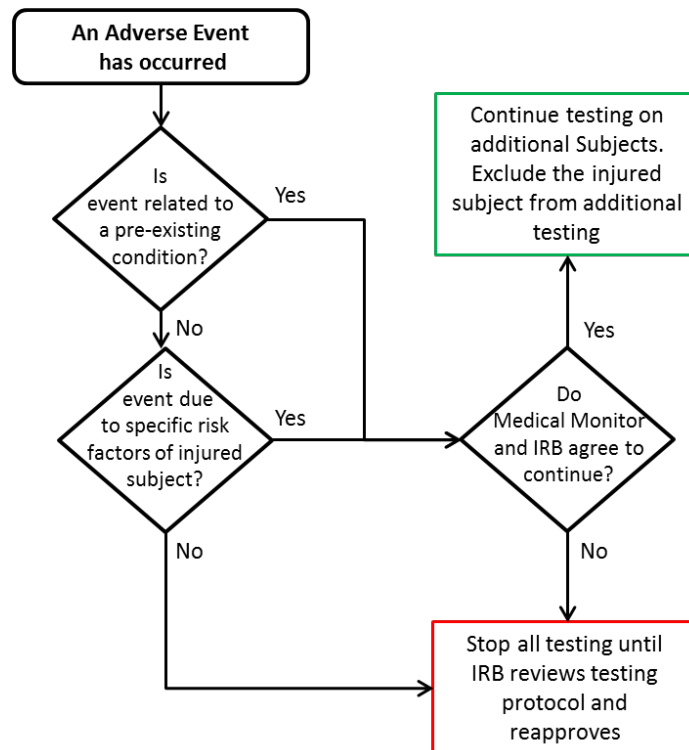 An Adverse Event
has occurred
Is
event related to
a pre-existing
condition?
Yes
No
Is
event due
to specific risk
factors of injured
subject?
Yes
No
Continue testing on
additional Subjects.
Exclude the injured
subject from additional
testing
Yes
Do
Medical Monitor
and IRB agree to
continue?
No
Stop all testing until
IRB reviews testing
protocol and
reapproves